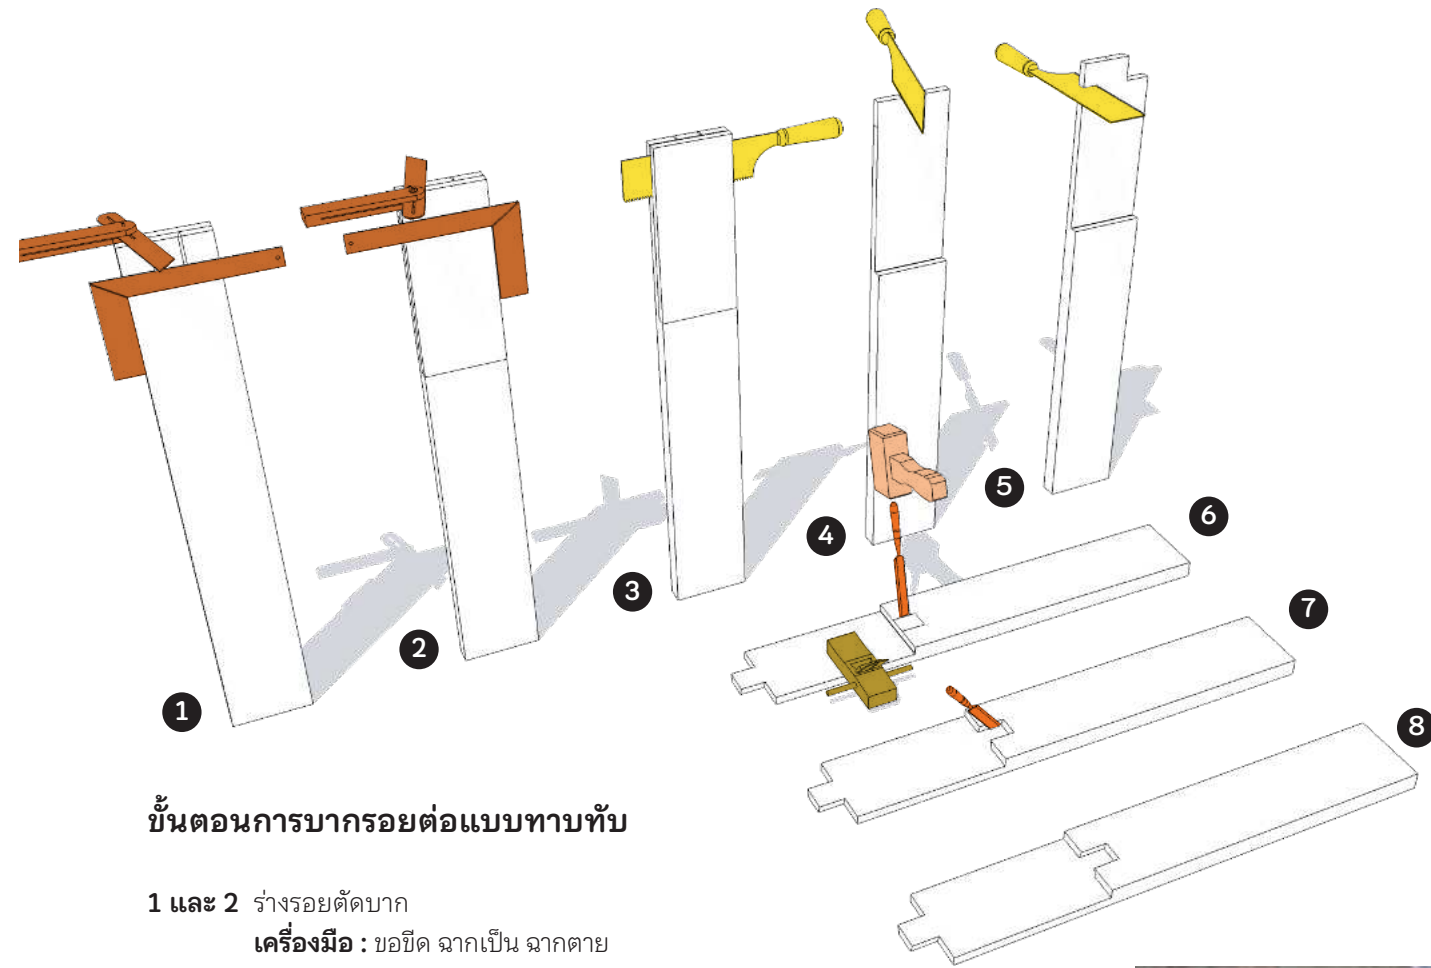 1
2
3
4
5
6
7
8
ขั้นตอนการบากรอยต่อแบบทาบทับ
1 และ 2 ร่างรอยตัดบาก
เครื่องมือ : ขอขีด ฉากเป็น ฉากตาย